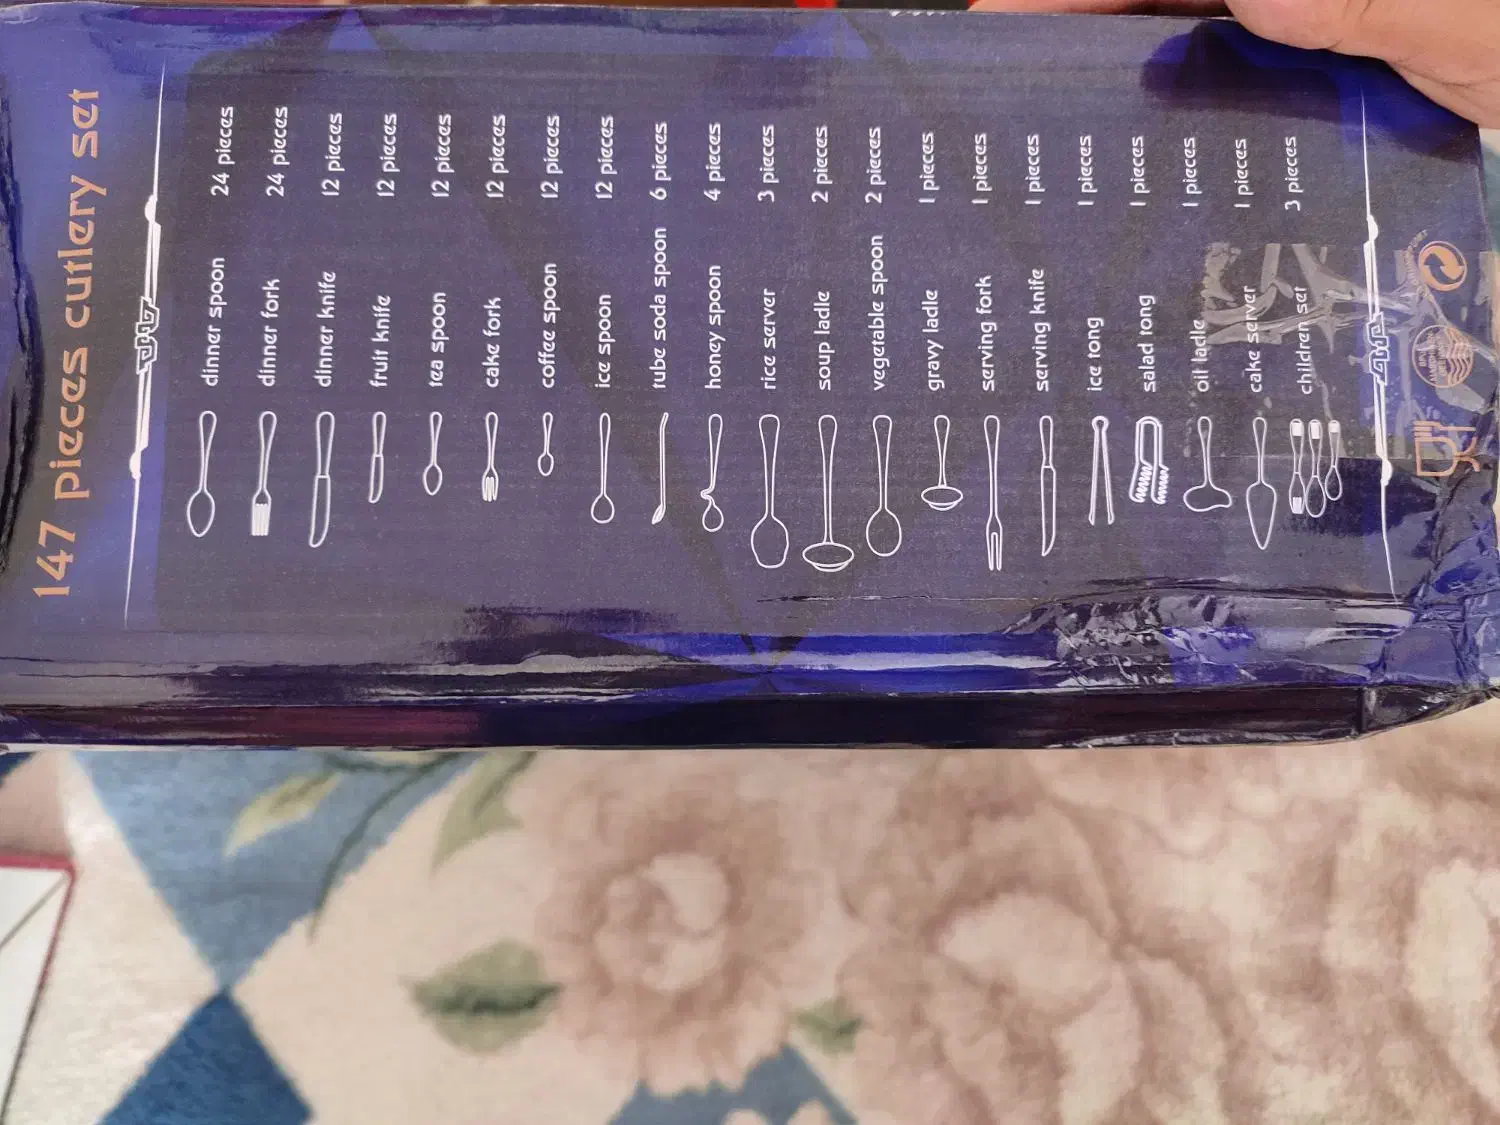 147 pieces cutlery set
dinner spoon 24 pieces
dinner fork 24 pieces
dinner knife 12 pieces
fruit knife 12 pieces
tea spoon 12 pieces
cake fork 12 pieces
coffee spoon 12 pieces
ice spoon 12 pieces
tube soda spoon 6 pieces
honey spoon 4 pieces
rice server 3 pieces
soup ladle 2 pieces
vegetable spoon 2 pieces
gravy ladle 1 pieces
serving fork 1 pieces
serving knife 1 pieces
ice tong 1 pieces
salad tong 1 pieces
oil ladle 1 pieces
cake server 1 pieces
children set 3 pieces